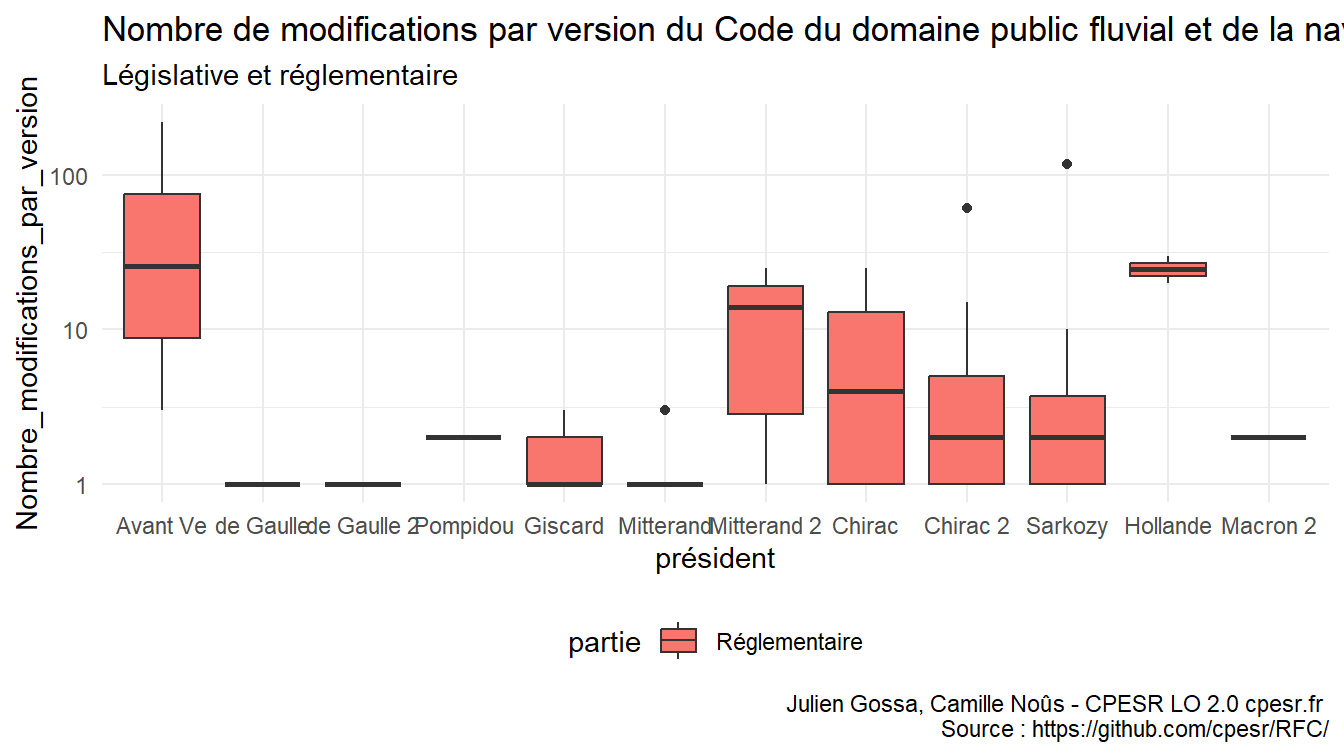 Nombre de modifications par version du Code du domaine public fluvial et de la na
Législative et réglementaire
Nombre_modifications_par_version
100
10
1
Avant Ve de Gaulle de Gaulle 2 Pompidou Giscard Mitterand Mitterand 2 Chirac Chirac 2 Sarkozy Hollande Macron 2
président
partie Réglementaire
Julien Gossa, Camille Noûs - CPESR LO 2.0 cpesr.fr
Source : https://github.com/cpesr/RFC/